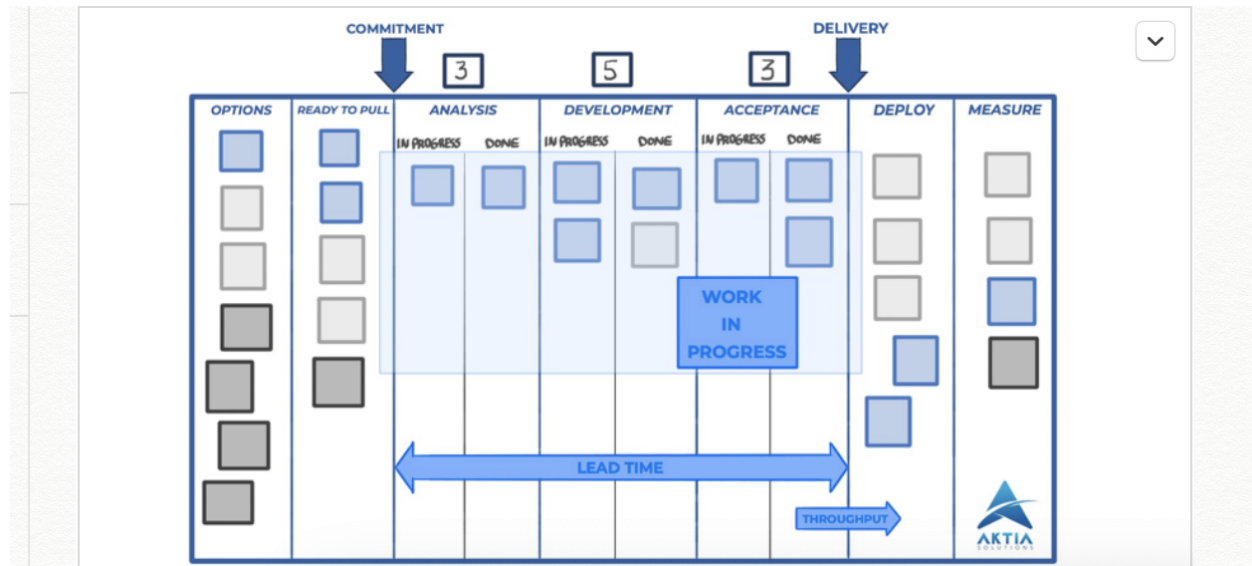 COMMITMENT
DELIVERY
3
5
3
OPTIONS
READY TO PULL
ANALYSIS
DEVELOPMENT
ACCEPTANCE
DEPLOY
MEASURE
IN PROGRESS
DONE
IN PROGRESS
DONE
IN PROGRESS
DONE
WORK
IN
PROGRESS
LEAD TIME
THROUGHPUT
AKTIA
SOLUTIONS